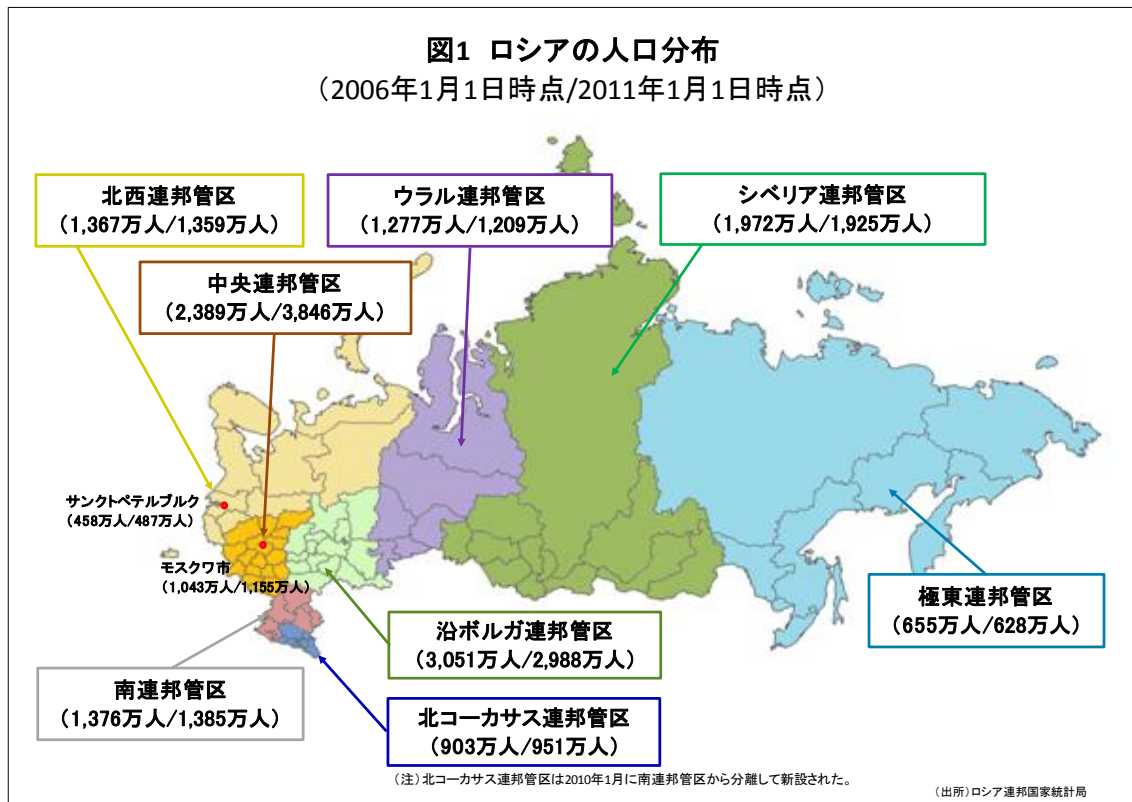 図1 ロシアの人口分布
（2006年1月1日時点/2011年1月1日時点）
北西連邦管区
（1,367万人/1,359万人）
ウラル連邦管区
（1,277万人/1,209万人）
シベリア連邦管区
（1,972万人/1,925万人）
中央連邦管区
（2,389万人/3,846万人）
サンクトペテルブルク
（458万人/487万人）
モスクワ市
（1,043万人/1,155万人）
極東連邦管区
（655万人/628万人）
沿ボルガ連邦管区
（3,051万人/2,988万人）
南連邦管区
（1,376万人/1,385万人）
北コーカサス連邦管区
（903万人/951万人）
（注）北コーカサス連邦管区は2010年1月に南連邦管区から分離して新設された。
（出所）ロシア連邦国家統計局